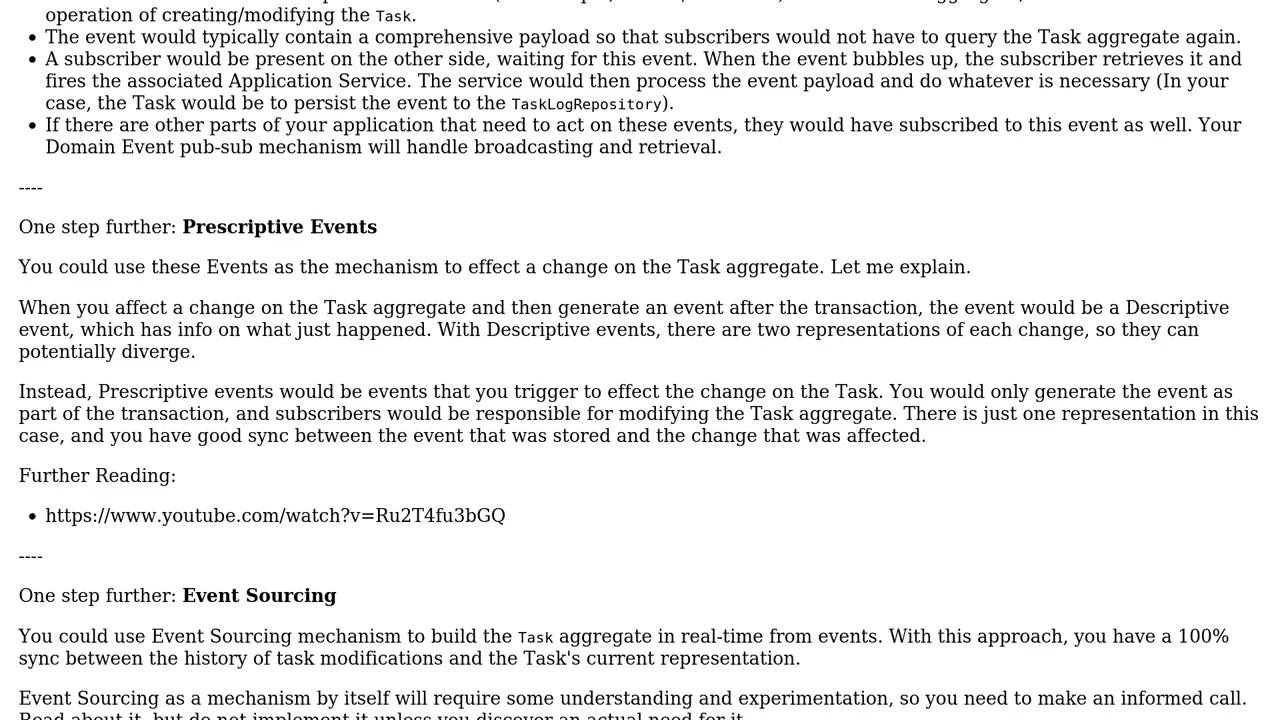 operation of creating/modifying the Task.
• The event would typically contain a comprehensive payload so that subscribers would not have to query the Task aggregate again.
• A subscriber would be present on the other side, waiting for this event. When the event bubbles up, the subscriber retrieves it and
fires the associated Application Service. The service would then process the event payload and do whatever is necessary (In your
case, the Task would be to persist the event to the TaskLogRepository).
• If there are other parts of your application that need to act on these events, they would have subscribed to this event as well. Your
Domain Event pub-sub mechanism will handle broadcasting and retrieval.
----
One step further: Prescriptive Events
You could use these Events as the mechanism to effect a change on the Task aggregate. Let me explain.
When you affect a change on the Task aggregate and then generate an event after the transaction, the event would be a Descriptive
event, which has info on what just happened. With Descriptive events, there are two representations of each change, so they can
potentially diverge.
Instead, Prescriptive events would be events that you trigger to effect the change on the Task. You would only generate the event as
part of the transaction, and subscribers would be responsible for modifying the Task aggregate. There is just one representation in this
case, and you have good sync between the event that was stored and the change that was affected.
Further Reading:
• https://www.youtube.com/watch?v=Ru2T4fu3bGQ
----
One step further: Event Sourcing
You could use Event Sourcing mechanism to build the Task aggregate in real-time from events. With this approach, you have a 100%
sync between the history of task modifications and the Task's current representation.
Event Sourcing as a mechanism by itself will require some understanding and experimentation, so you need to make an informed call.
Read about it, but do not implement it unless you discover an actual need for it.